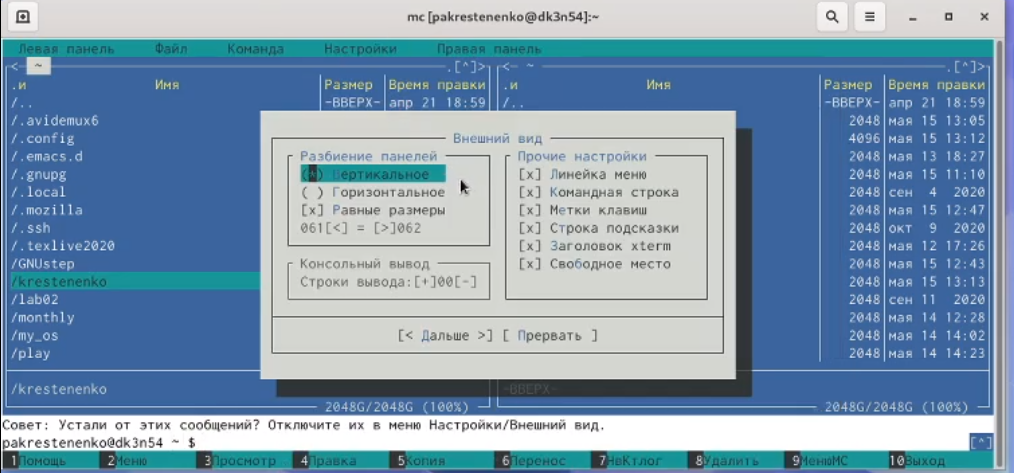 mc [pakrestenenko@dk3n54]:~
Левая панель Файл Команда Настройки Правая панель
<- ~ .[^]> <- ~ .[^]>
.и Имя Размер Время правки .и Имя Размер Время правки
/.. -ВВЕРХ- апр 21 18:59 /.. -ВВЕРХ- апр 21 18:59
/.avidemux6 2048 мая 15 13:05
/.config 4096 мая 15 13:12
Внешний вид
/.emacs.d Разбиение панелей Прочие настройки 2048 мая 13 18:27
/.gnupg (*) Вертикальное [x] Линейка меню 2048 мая 15 11:10
/.local ( ) Горизонтальное [x] Командная строка 2048 сен 4 2020
/.mozilla [x] Равные размеры [x] Метки клавиш 2048 мая 15 12:47
/.ssh 061[<] = [>]062 [x] Строка подсказки 2048 окт 9 2020
/.texlive2020 [x] Заголовок xterm 2048 мая 12 17:26
/GNUstep Консольный вывод [x] Свободное место 2048 мая 15 12:43
/krestenenko Строки вывода:[+]00[-] 2048 мая 15 13:13
/lab02 2048 сен 11 2020
/monthly 2048 мая 14 12:28
/my_os [< Дальше >] [ Прервать ] 2048 мая 14 14:02
/play 2048 мая 14 14:23
/krestenenko -ВВЕРХ-
2048G/2048G (100%) 2048G/2048G (100%)
Совет: Устали от этих сообщений? Отключите их в меню Настройки/Внешний вид.
pakrestenenko@dk3n54 ~ $ [^]
1Помощь 2Меню 3Просмотр 4Правка 5Копия 6Перенос 7НвКтлог 8Удалить 9МенюМС 10Выход